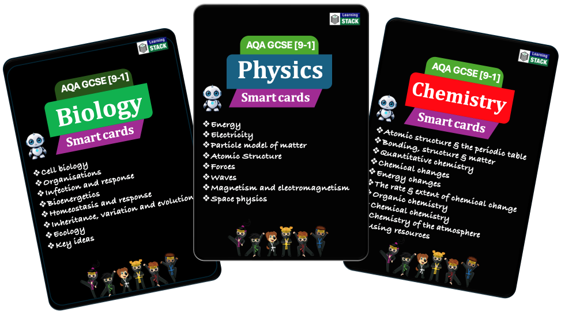 Learning
STACK
AQA GCSE [9-1]
Biology
Smart cards
Cell biology
Organisations
Infection and response
Bioenergetics
Homeostasis and response
Inheritance, variation and evolution
Ecology
Key ideas
Learning
STACK
AQA GCSE [9-1]
Physics
Smart cards
Energy
Electricity
Particle model of matter
Atomic Structure
Forces
Waves
Magnetism and electromagnetism
Space physics
Learning
STACK
AQA GCSE [9-1]
Chemistry
Smart cards
Atomic structure & the periodic table
Bonding, structure & matter
Quantitative chemistry
Chemical changes
Energy changes
The rate & extent of chemical change
Organic chemistry
Chemical chemistry
Chemistry of the atmosphere
using resources